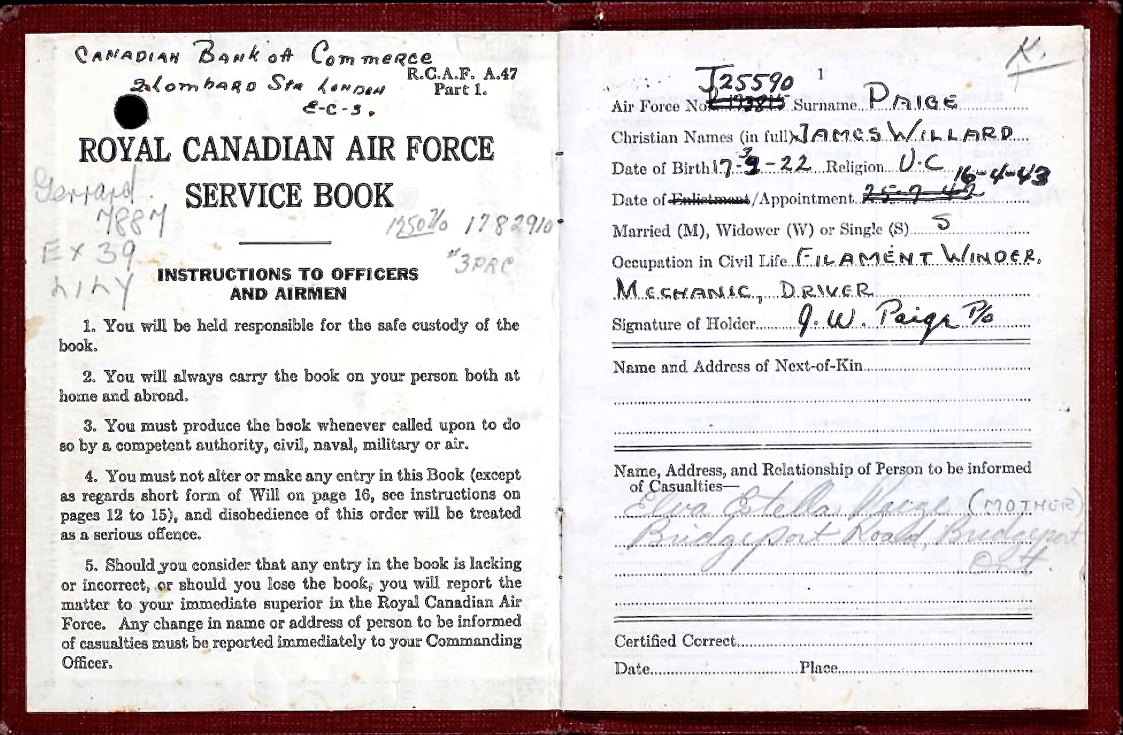 CANADIAN BANK of COMMERCE
2 LOMBARD STR LONDON
E-C-3.
R.C.A.F. A.47
Part 1.
ROYAL CANADIAN AIR FORCE
SERVICE BOOK
Gerrard
7887
Ex 39
LILY
1782910
#3PRC
INSTRUCTIONS TO OFFICERS
AND AIRMEN
1. You will be held responsible for the safe custody of the
book.
2. You will always carry the book on your person both at
home and abroad.
3. You must produce the book whenever called upon to do
so by a competent authority, civil, naval, military or air.
4. You must not alter or make any entry in this Book (except
as regards short form of Will on page 16, see instructions on
pages 12 to 15), and disobedience of this order will be treated
as a serious offence.
5. Should you consider that any entry in the book is lacking
or incorrect, or should you lose the book, you will report the
matter to your immediate superior in the Royal Canadian Air
Force. Any change in name or address of person to be informed
of casualties must be reported immediately to your Commanding
Officer.
K.
1
J25590
Air Force No. Surname PAIGE
Christian Names (in full) JAMES WILLARD
Date of Birth 17-3-22 Religion U.C
16-4-43
Date of Enlistment/Appointment 25-7-42
Married (M), Widower (W) or Single (S) S
Occupation in Civil Life FILAMENT WINDER,
MECHANIC, DRIVER
Signature of Holder J. W. Paige P/o
Name and Address of Next-of-Kin
Name, Address, and Relationship of Person to be informed
of Casualties—
Elva Estella Paige (MOTHER)
Bridgeport Road, Bridgeport
Ont.
Certified Correct
Date Place